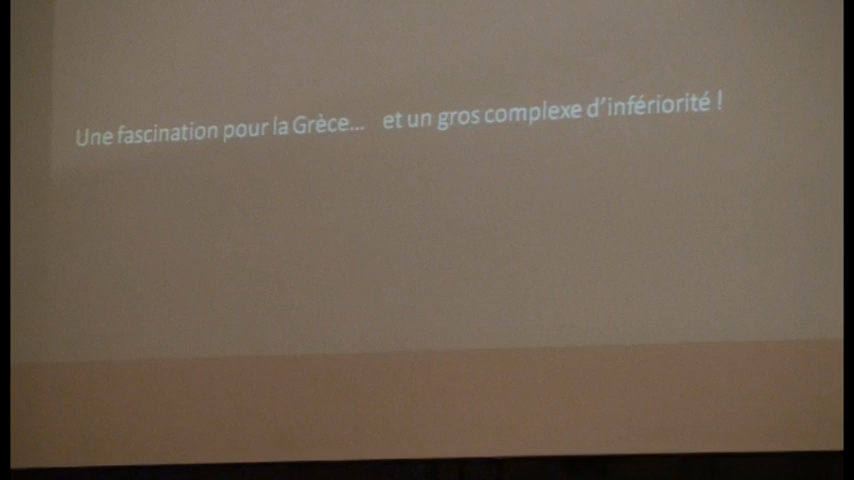 Une fascination pour la Grèce... et un gros complexe d'infériorité !